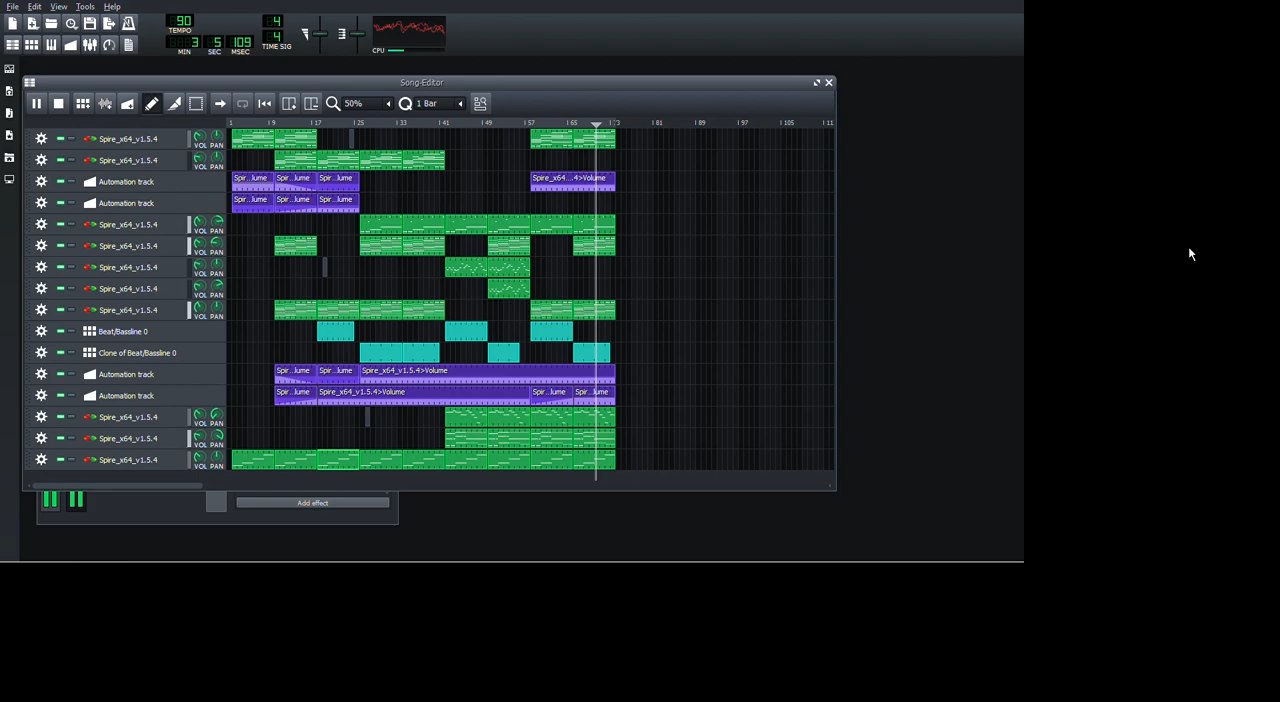 File Edit View Tools Help
90
TEMPO
3 5 109
MIN SEC MSEC
4
4
TIME SIG
CPU
Song-Editor
50% 1 Bar
1 9 17 25 33 41 49 57 65 73 81 89 97 105 11
Spire_x64_v1.5.4 VOL PAN
Spire_x64_v1.5.4 VOL PAN
Automation track Spir...lume Spir...lume Spir...lume Spire_x64....4>Volume
Automation track Spir...lume Spir...lume Spir...lume
Spire_x64_v1.5.4 VOL PAN
Spire_x64_v1.5.4 VOL PAN
Spire_x64_v1.5.4 VOL PAN
Spire_x64_v1.5.4 VOL PAN
Spire_x64_v1.5.4 VOL PAN
Beat/Bassline 0
Clone of Beat/Bassline 0
Automation track Spir...lume Spir...lume Spire_x64_v1.5.4>Volume
Automation track Spir...lume Spire_x64_v1.5.4>Volume Spir...lume Spir...lume
Spire_x64_v1.5.4 VOL PAN
Spire_x64_v1.5.4 VOL PAN
Spire_x64_v1.5.4 VOL PAN
Add effect